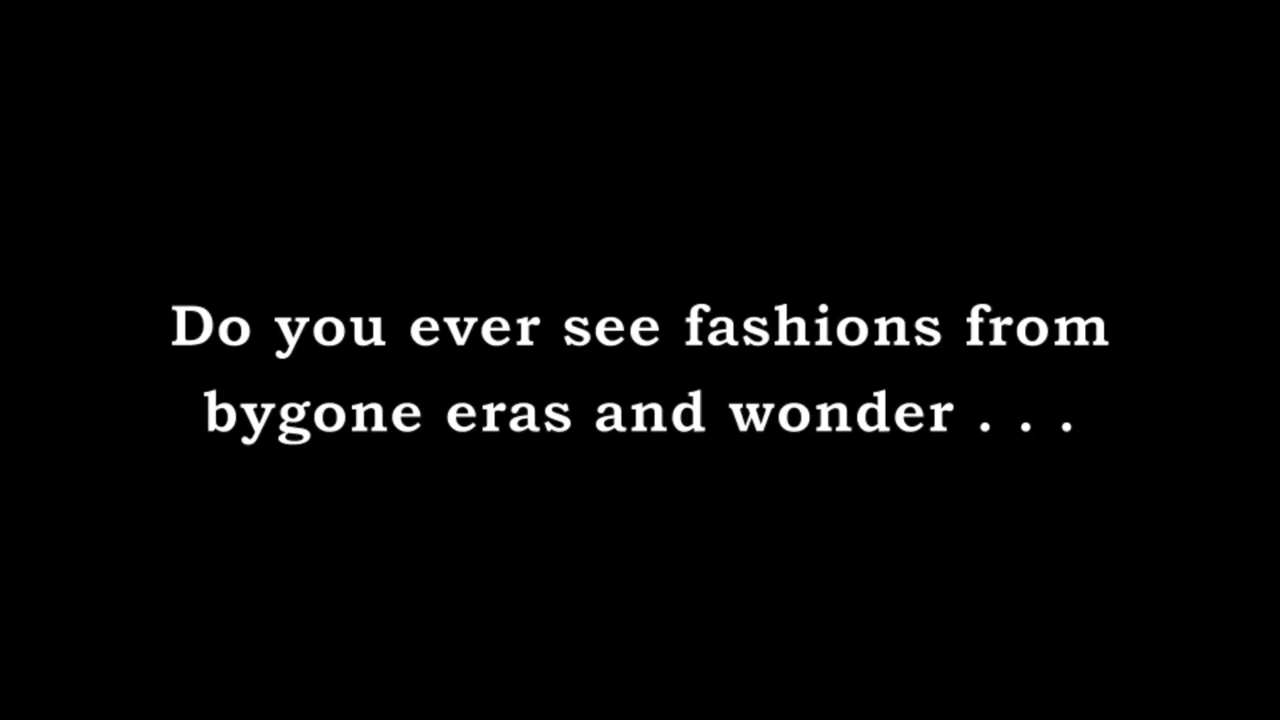 Do you ever see fashions from
bygone eras and wonder . . .